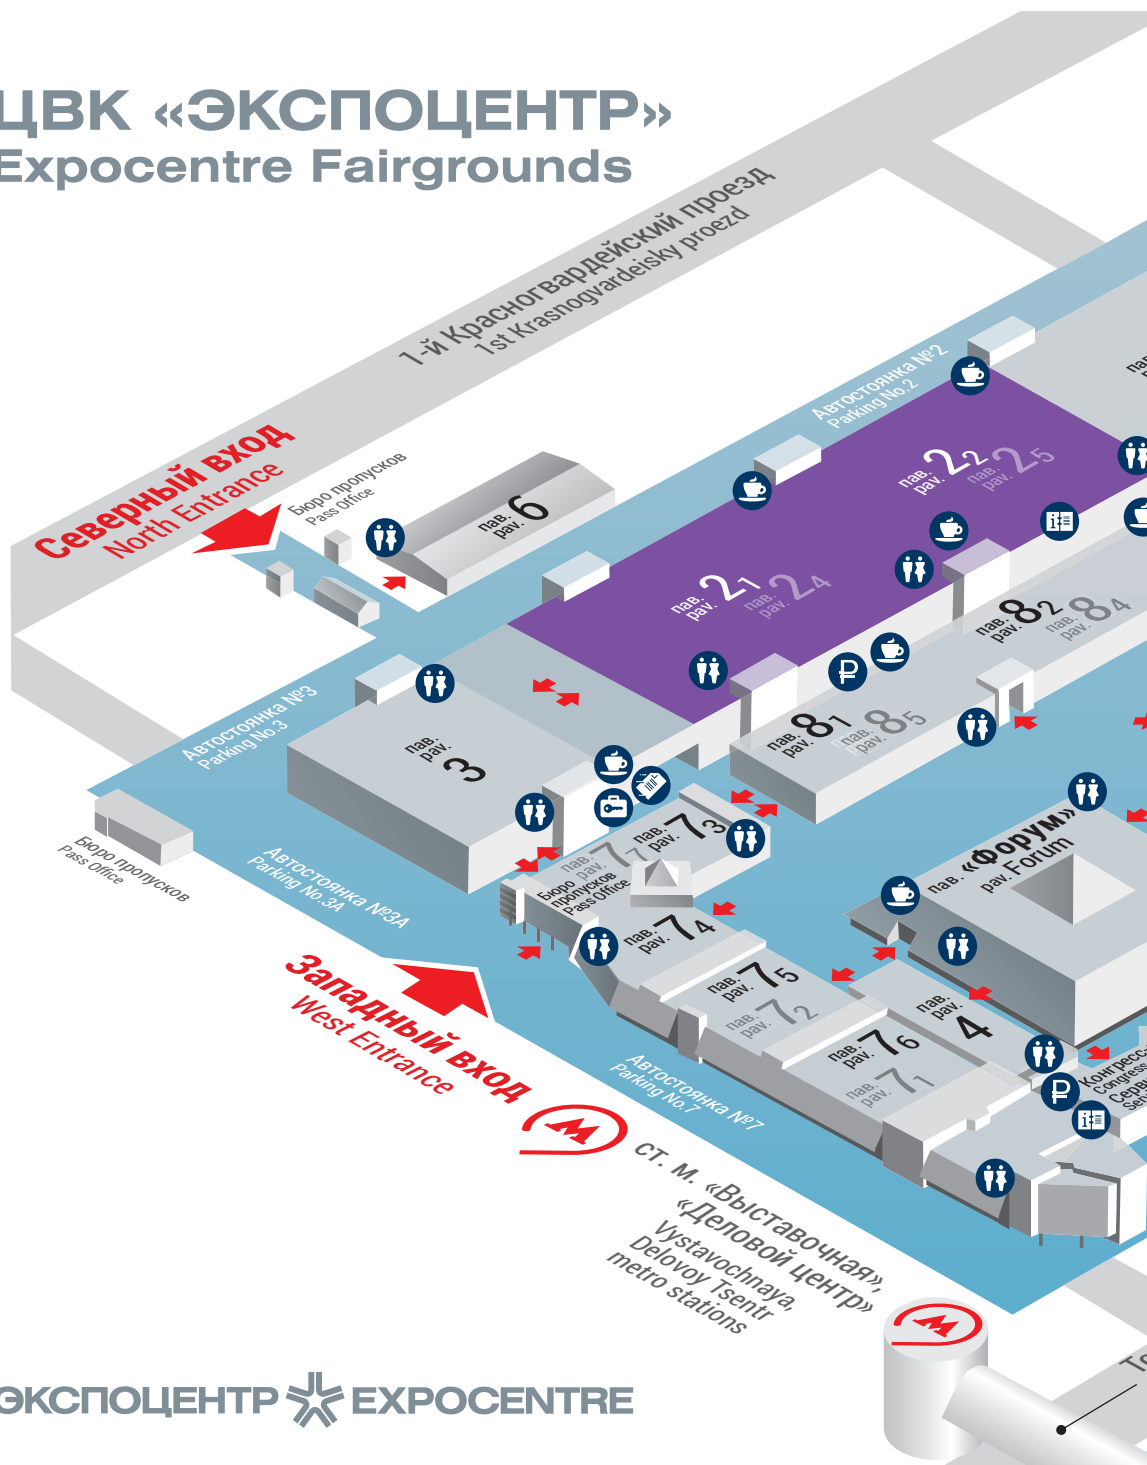 ЦВК «ЭКСПОЦЕНТР»
Expocentre Fairgrounds
1-й Красногвардейский проезд
1st Krasnogvardeisky proezd
Северный вход
North Entrance
Бюро пропусков
Pass Office
пав.
pav. 6
Автостоянка №2
Parking No.2
пав.
pav. 2 2
пав.
pav. 2 5
пав.
pav. 2 1
пав.
pav. 2 4
пав.
pav. 8 2
пав.
pav. 8 4
пав.
pav. 8 1
пав.
pav. 8 5
Автостоянка №3
Parking No.3
пав.
pav. 3
Бюро пропусков
Pass Office
Автостоянка №3А
Parking No.3A
пав.
pav. 7 3
пав.
pav. 7 7
Бюро
пропусков
Pass Office
пав.
pav. 7 4
пав. «Форум»
pav. Forum
пав.
pav. 7 5
пав.
pav. 7 2
пав.
pav. 4
пав.
pav. 7 6
пав.
pav. 7 1
Конгресс-
Congress
Западный вход
West Entrance
Автостоянка №7
Parking No.7
М
ст. м. «Выставочная»,
«Деловой центр»
Vystavochnaya,
Delovoy Tsentr
metro stations
М
ЭКСПОЦЕНТР EXPOCENTRE